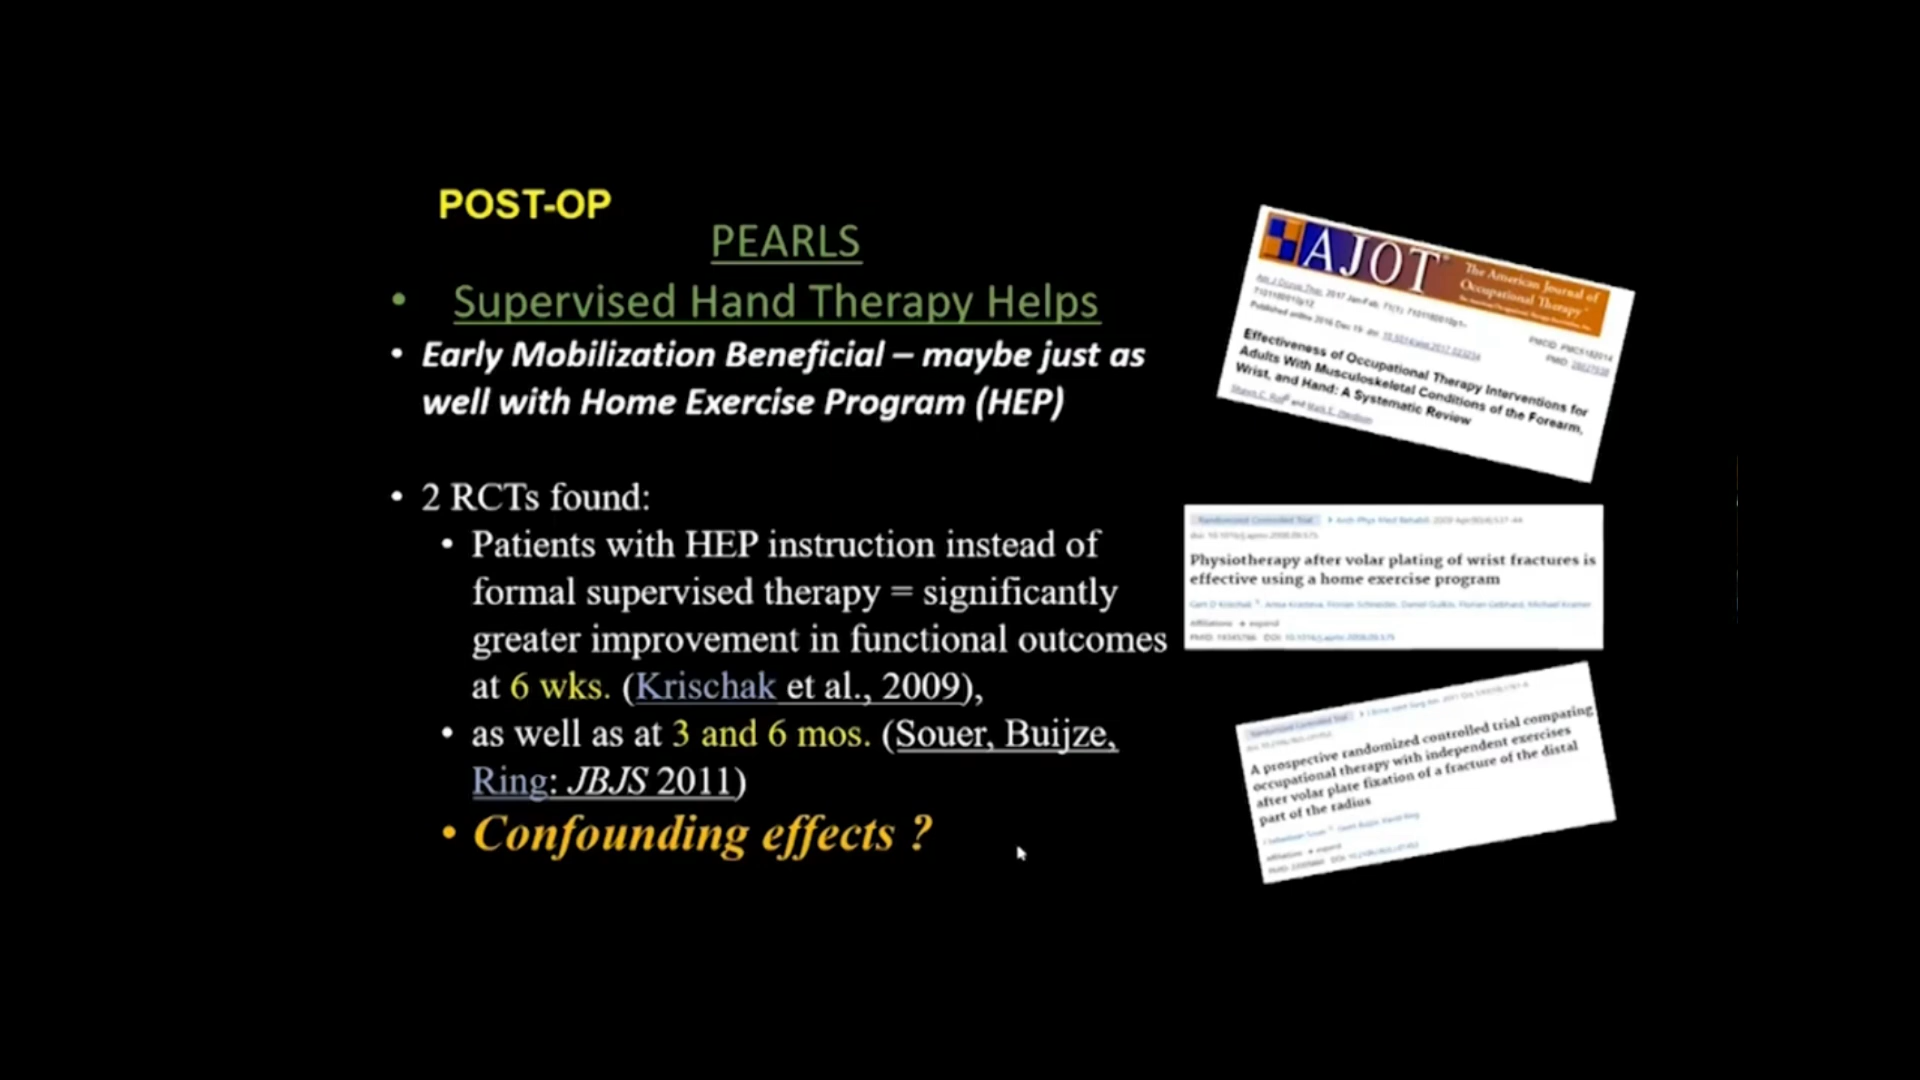 POST-OP
PEARLS
• Supervised Hand Therapy Helps
• Early Mobilization Beneficial – maybe just as
well with Home Exercise Program (HEP)
• 2 RCTs found:
• Patients with HEP instruction instead of
formal supervised therapy = significantly
greater improvement in functional outcomes
at 6 wks. (Krischak et al., 2009),
• as well as at 3 and 6 mos. (Souer, Buijze,
Ring: JBJS 2011)
• Confounding effects ?
AJOT
The American Journal of
Occupational Therapy
Effectiveness of Occupational Therapy Interventions for
Adults With Musculoskeletal Conditions of the Forearm,
Wrist, and Hand: A Systematic Review
Randomized Controlled Trial
Physiotherapy after volar plating of wrist fractures is
effective using a home exercise program
Affiliations + expand
A prospective randomized controlled trial comparing
occupational therapy with independent exercises
after volar plate fixation of a fracture of the distal
part of the radius